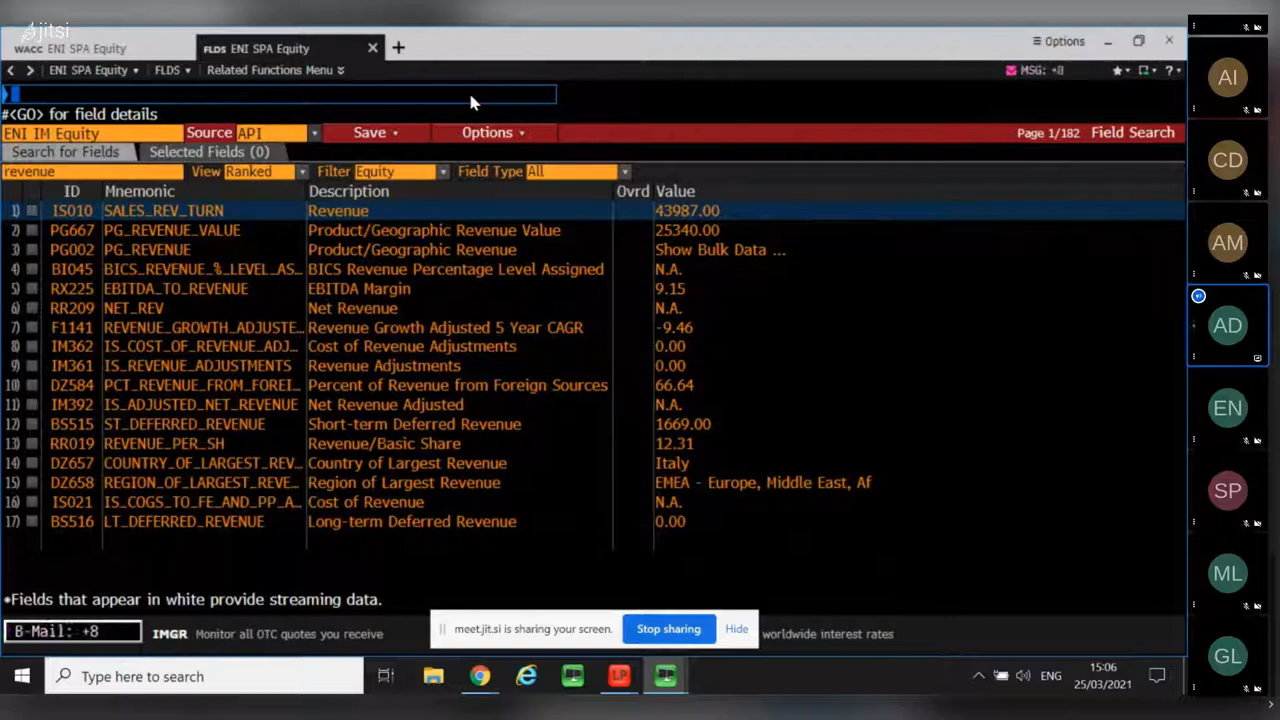 jitsi
WACC ENI SPA Equity
FLDS ENI SPA Equity
Options
ENI SPA Equity FLDS Related Functions Menu MSG: +8
#<GO> for field details
ENI IM Equity Source API Save Options Page 1/182 Field Search
Search for Fields Selected Fields (0)
revenue View Ranked Filter Equity Field Type All
ID Mnemonic Description Ovrd Value
1) IS010 SALES_REV_TURN Revenue 43987.00
2) PG667 PG_REVENUE_VALUE Product/Geographic Revenue Value 25340.00
3) PG002 PG_REVENUE Product/Geographic Revenue Show Bulk Data ...
4) BI045 BICS_REVENUE_%_LEVEL_AS... BICS Revenue Percentage Level Assigned N.A.
5) RX225 EBITDA_TO_REVENUE EBITDA Margin 9.15
6) RR209 NET_REV Net Revenue N.A.
7) F1141 REVENUE_GROWTH_ADJUSTE... Revenue Growth Adjusted 5 Year CAGR -9.46
8) IM362 IS_COST_OF_REVENUE_ADJ... Cost of Revenue Adjustments 0.00
9) IM361 IS_REVENUE_ADJUSTMENTS Revenue Adjustments 0.00
10) DZ584 PCT_REVENUE_FROM_FOREI... Percent of Revenue from Foreign Sources 66.64
11) IM392 IS_ADJUSTED_NET_REVENUE Net Revenue Adjusted N.A.
12) BS515 ST_DEFERRED_REVENUE Short-term Deferred Revenue 1669.00
13) RR019 REVENUE_PER_SH Revenue/Basic Share 12.31
14) DZ657 COUNTRY_OF_LARGEST_REV... Country of Largest Revenue Italy
15) DZ658 REGION_OF_LARGEST_REVE... Region of Largest Revenue EMEA - Europe, Middle East, Af
16) IS021 IS_COGS_TO_FE_AND_PP_A... Cost of Revenue N.A.
17) BS516 LT_DEFERRED_REVENUE Long-term Deferred Revenue 0.00
*Fields that appear in white provide streaming data.
B-Mail: +8 IMGR Monitor all OTC quotes you receive worldwide interest rates
meet.jit.si is sharing your screen. Stop sharing Hide
Type here to search
LP
ENG
15:06
25/03/2021
AI
CD
AM
AD
EN
SP
ML
GL